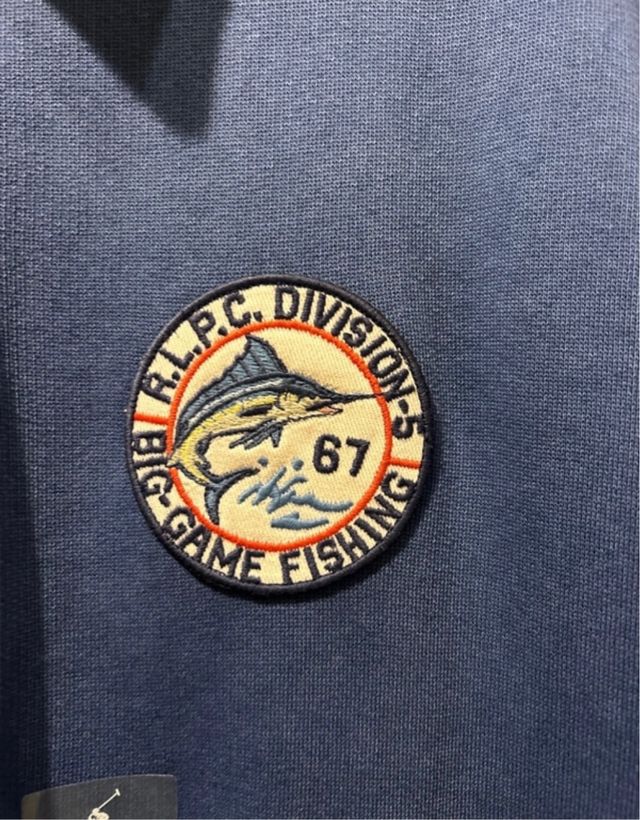 R.L.P.C. DIVISION-5
67
BIG-GAME FISHING